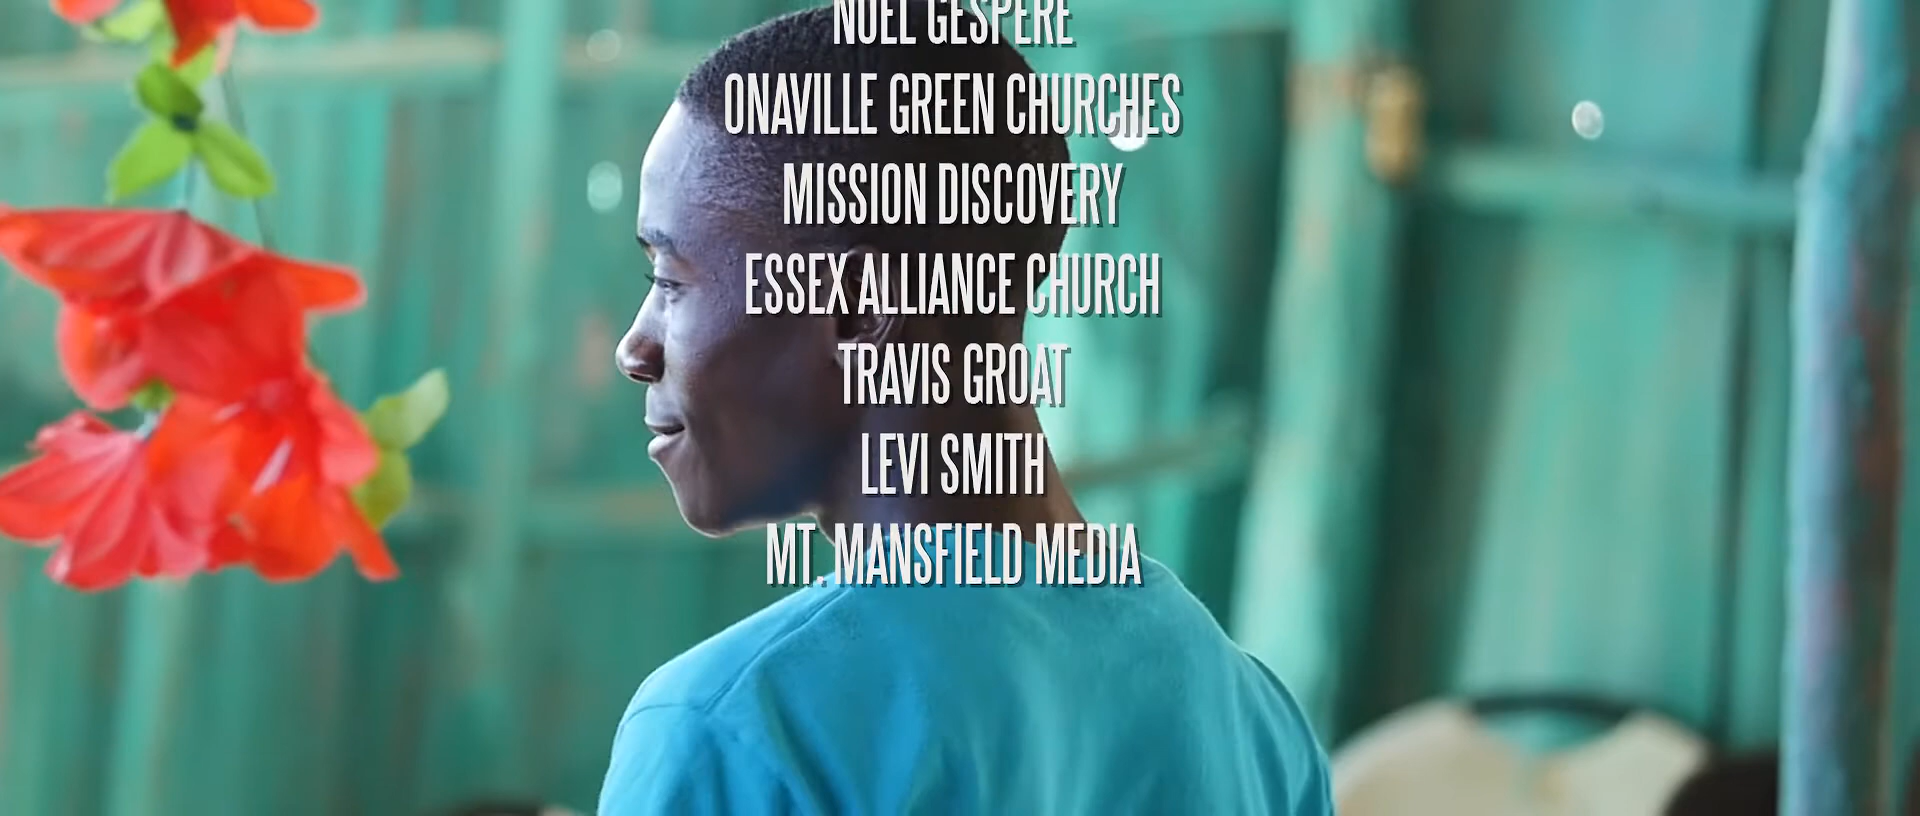 NOEL GESPERE
ONAVILLE GREEN CHURCHES
MISSION DISCOVERY
ESSEX ALLIANCE CHURCH
TRAVIS GROAT
LEVI SMITH
MT. MANSFIELD MEDIA